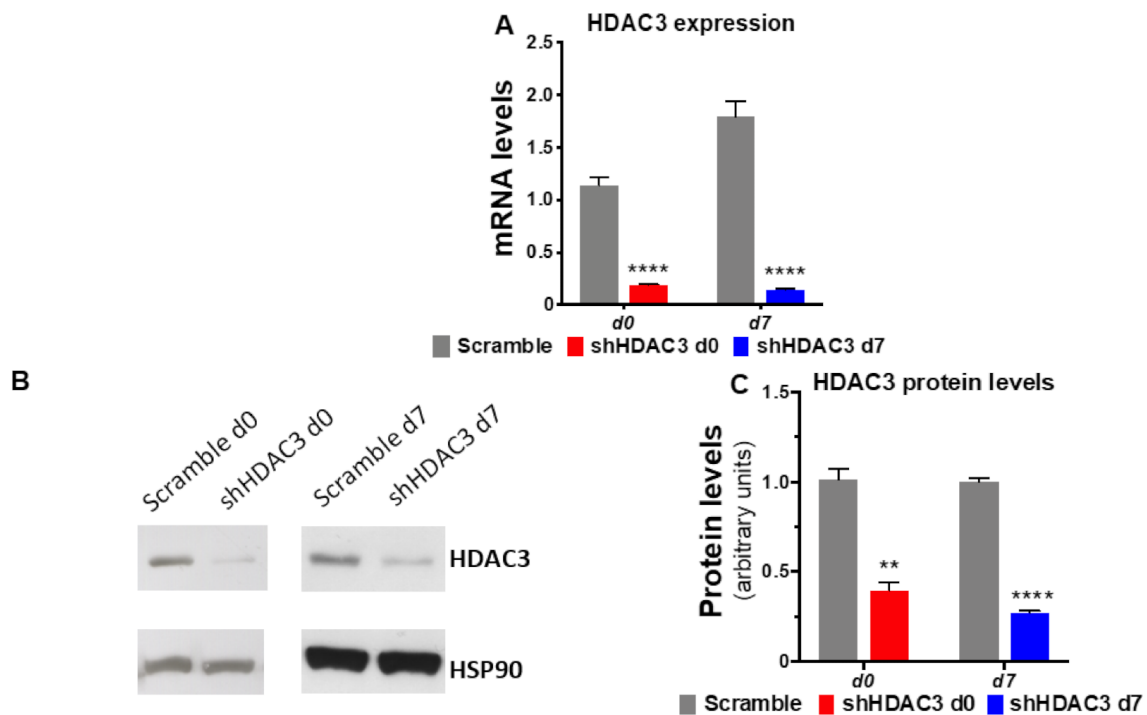 A HDAC3 expression
mRNA levels
2.5
2.0
1.5
1.0
0.5
0
**** ****
d0 d7
Scramble shHDAC3 d0 shHDAC3 d7
B
Scramble d0
shHDAC3 d0
Scramble d7
shHDAC3 d7
HDAC3
HSP90
C HDAC3 protein levels
Protein levels
(arbitrary units)
1.5
1.0
0.5
0
** ****
d0 d7
Scramble shHDAC3 d0 shHDAC3 d7